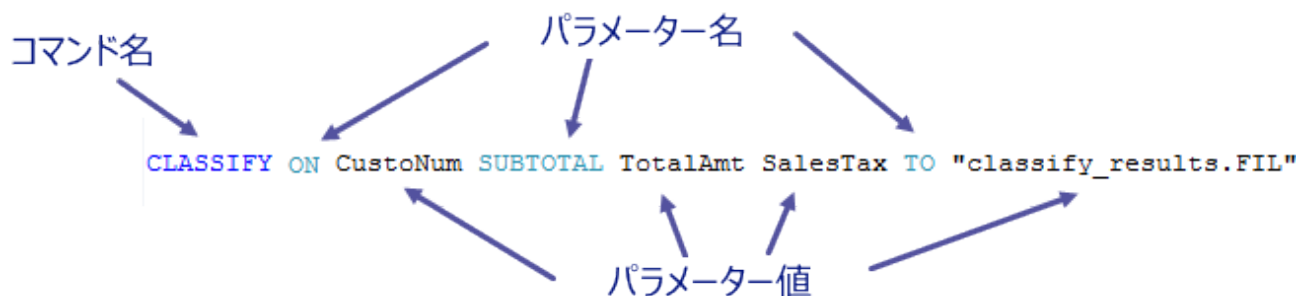 パラメーター名
コマンド名
CLASSIFY ON CustoNum SUBTOTAL TotalAmt SalesTax TO "classify_results.FIL"
パラメーター値